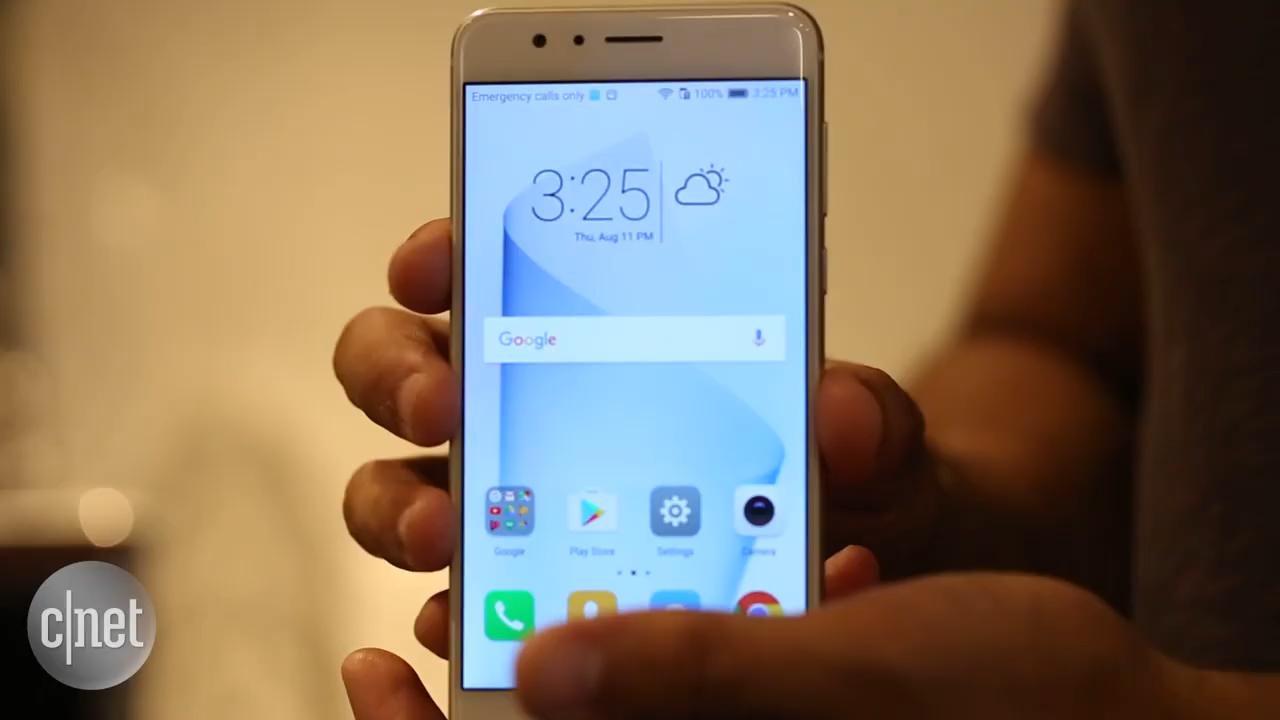 Emergency calls only 100% 3:25 PM
3:25
Thu, Aug 11 PM
Google
Google Play Store Settings Camera
c|net